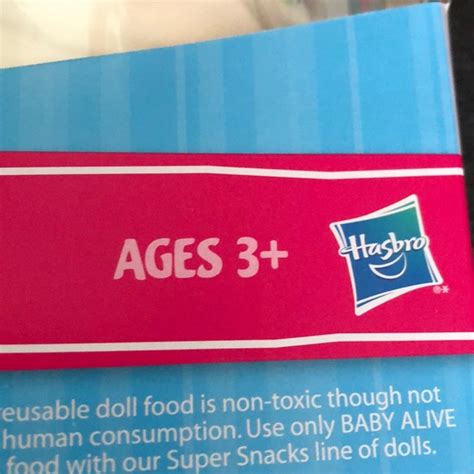 AGES 3+
Hasbro
®*
reusable doll food is non-toxic though not
human consumption. Use only BABY ALIVE
food with our Super Snacks line of dolls.